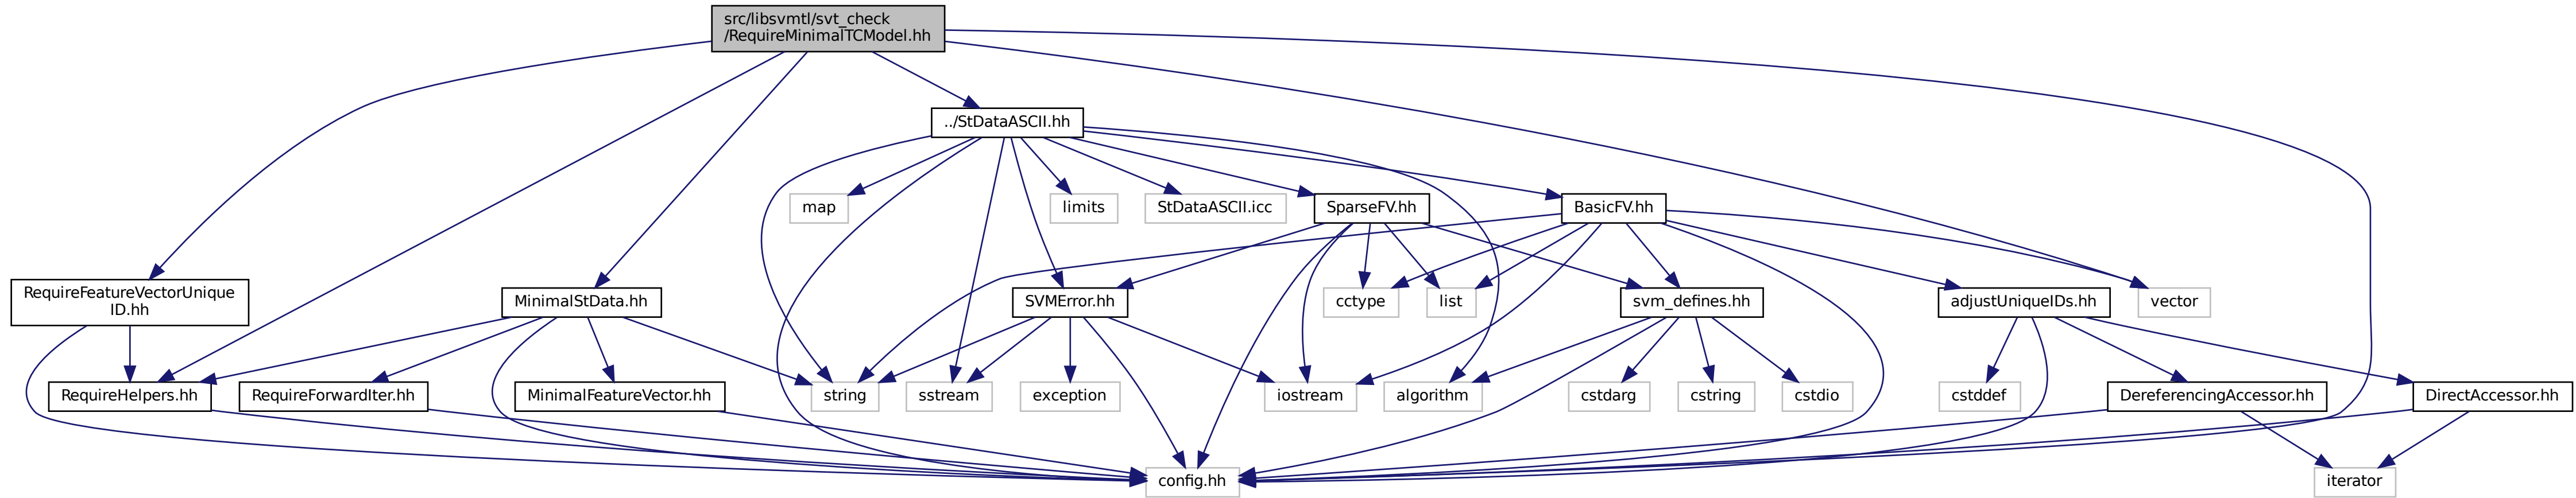 src/libsvmtl/svt_check
/RequireMinimalTCModel.hh
../StDataASCII.hh
map
limits
StDataASCII.icc
SparseFV.hh
BasicFV.hh
RequireFeatureVectorUnique
ID.hh
MinimalStData.hh
SVMError.hh
cctype
list
svm_defines.hh
adjustUniqueIDs.hh
vector
RequireHelpers.hh
RequireForwardIter.hh
MinimalFeatureVector.hh
string
sstream
exception
iostream
algorithm
cstdarg
cstring
cstdio
cstddef
DereferencingAccessor.hh
DirectAccessor.hh
config.hh
iterator